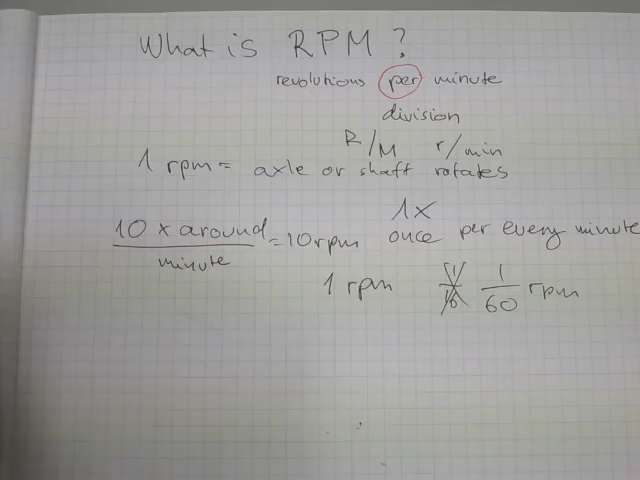 What is RPM?
revolutions per minute
division
R/M r/min
1 rpm = axle or shaft rotates
1x
10 x around / minute = 10 rpm once per every minute
1 rpm 1/60 rpm